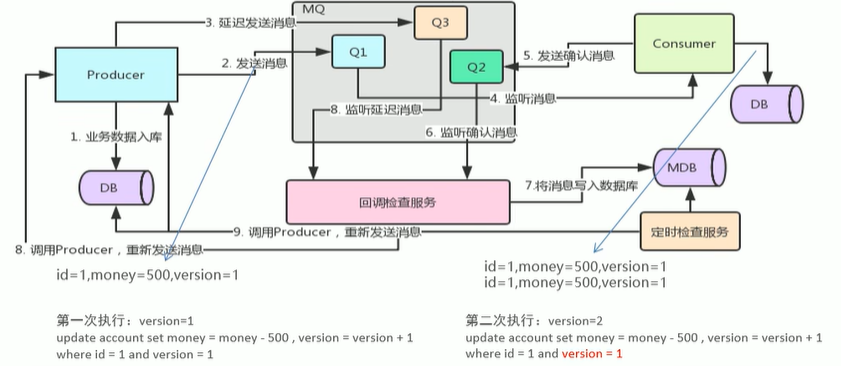 MQ
3. 延迟发送消息
Q3
Producer
2. 发送消息
Q1
Q2
5. 发送确认消息
Consumer
DB
4. 监听消息
8. 监听延迟消息
6. 监听确认消息
1. 业务数据入库
DB
回调检查服务
7.将消息写入数据库
MDB
9. 调用Producer，重新发送消息
定时检查服务
8. 调用Producer，重新发送消息
id=1,money=500,version=1
id=1,money=500,version=1
id=1,money=500,version=1
第一次执行：version=1
update account set money = money - 500 , version = version + 1
where id = 1 and version = 1
第二次执行：version=2
update account set money = money - 500 , version = version + 1
where id = 1 and version = 1